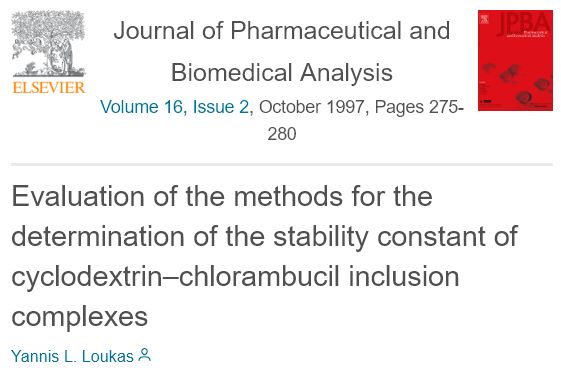 Journal of Pharmaceutical and
Biomedical Analysis
Volume 16, Issue 2, October 1997, Pages 275-
280
ELSEVIER
JPBA
Evaluation of the methods for the
determination of the stability constant of
cyclodextrin–chlorambucil inclusion
complexes
Yannis L. Loukas